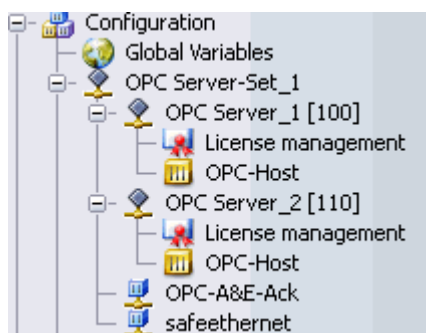 Configuration
Global Variables
OPC Server-Set_1
OPC Server_1 [100]
License management
OPC-Host
OPC Server_2 [110]
License management
OPC-Host
OPC-A&E-Ack
safeethernet